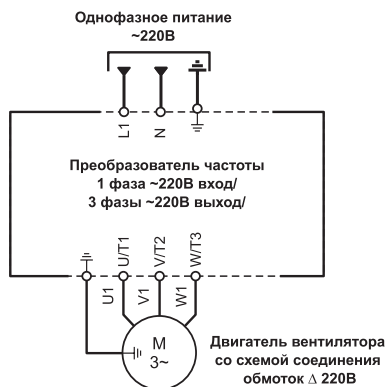 Однофазное питание
~220В
L1
N
Преобразователь частоты
1 фаза ~220В вход/
3 фазы ~220В выход/
U/T1
V/T2
W/T3
U1
V1
W1
M
3~
Двигатель вентилятора
со схемой соединения
обмоток Δ 220В